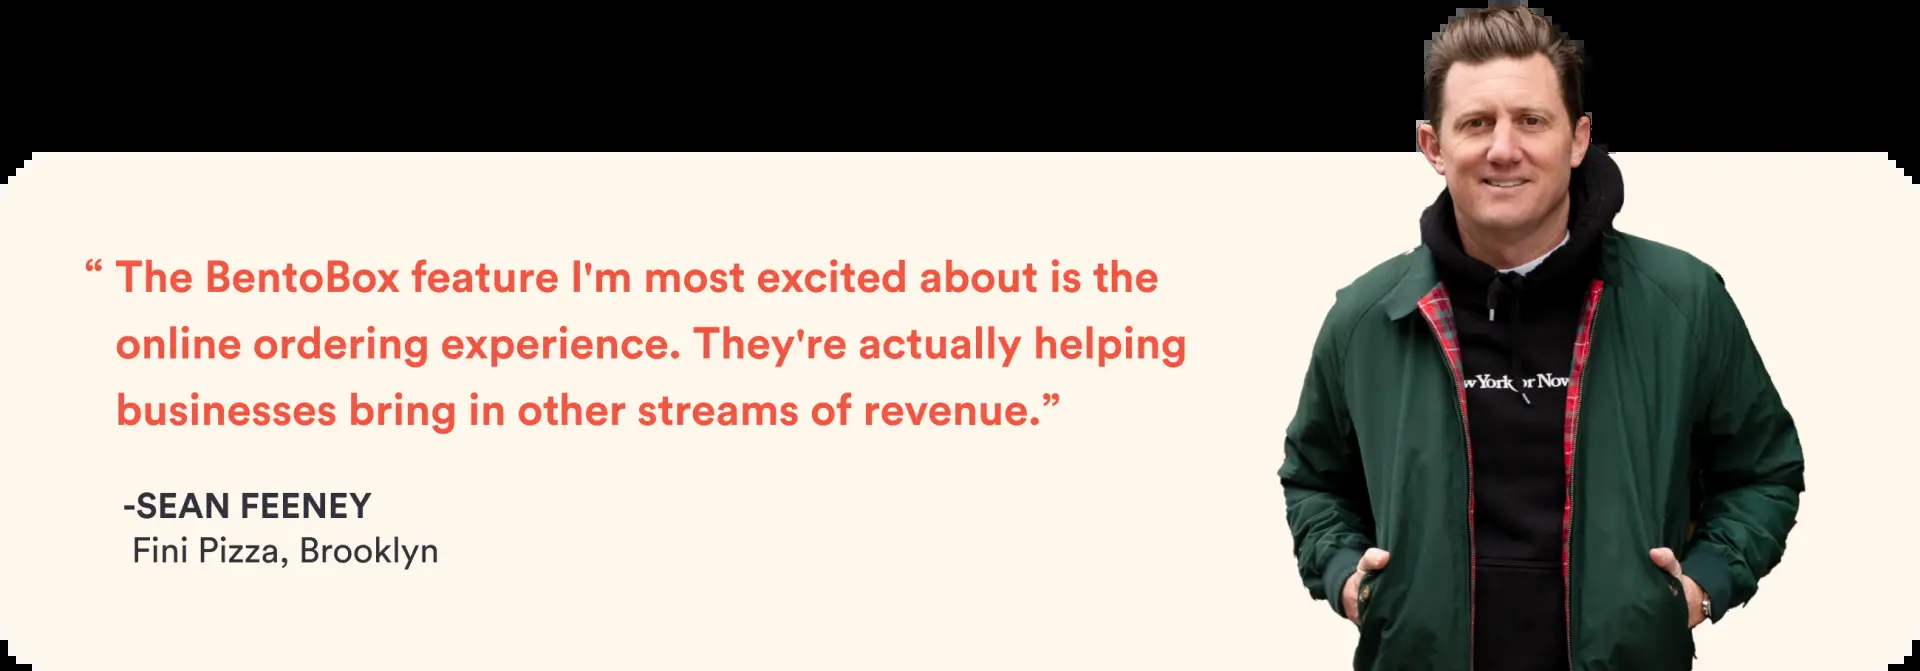 “ The BentoBox feature I'm most excited about is the
online ordering experience. They're actually helping
businesses bring in other streams of revenue.”
-SEAN FEENEY
Fini Pizza, Brooklyn
York or Now